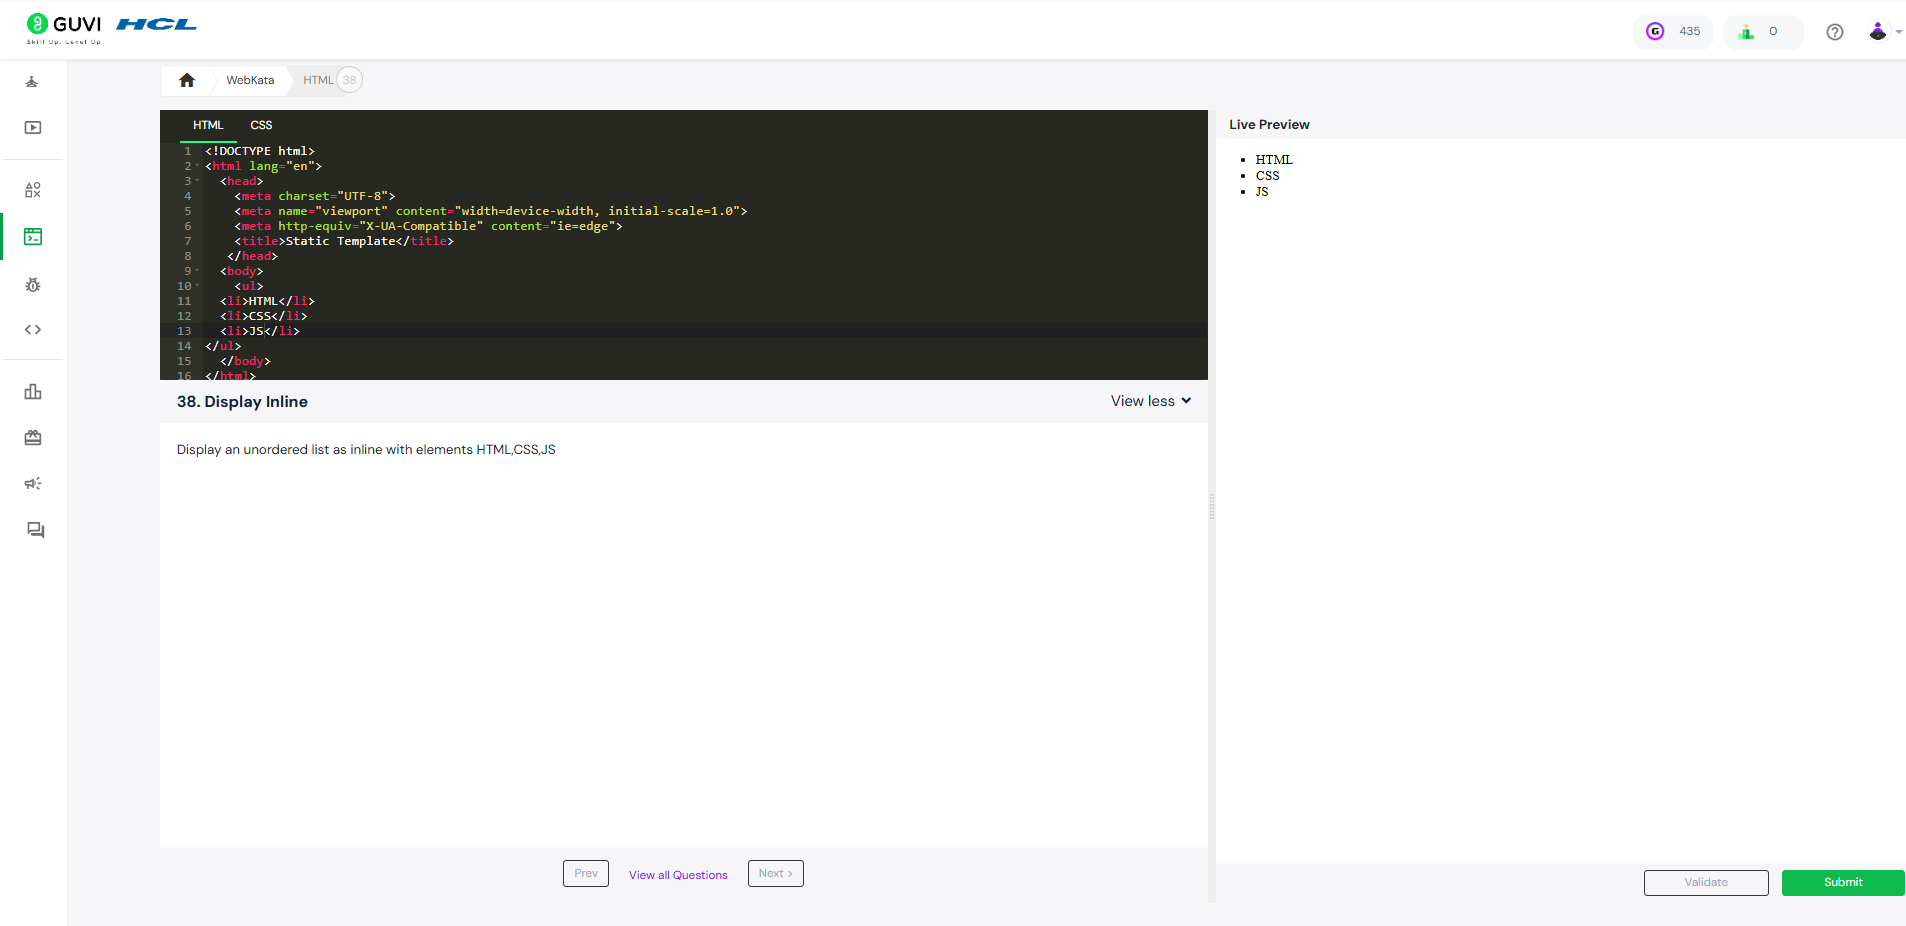 GUVI HCL
Skill Up. Level Up
435
0
WebKata
HTML
38
HTML CSS
1 <!DOCTYPE html>
2 <html lang="en">
3 <head>
4 <meta charset="UTF-8">
5 <meta name="viewport" content="width=device-width, initial-scale=1.0">
6 <meta http-equiv="X-UA-Compatible" content="ie=edge">
7 <title>Static Template</title>
8 </head>
9 <body>
10 <ul>
11 <li>HTML</li>
12 <li>CSS</li>
13 <li>JS</li>
14 </ul>
15 </body>
16 </html>
38. Display Inline
View less
Display an unordered list as inline with elements HTML,CSS,JS
Prev
View all Questions
Next >
Live Preview
• HTML
• CSS
• JS
Validate
Submit